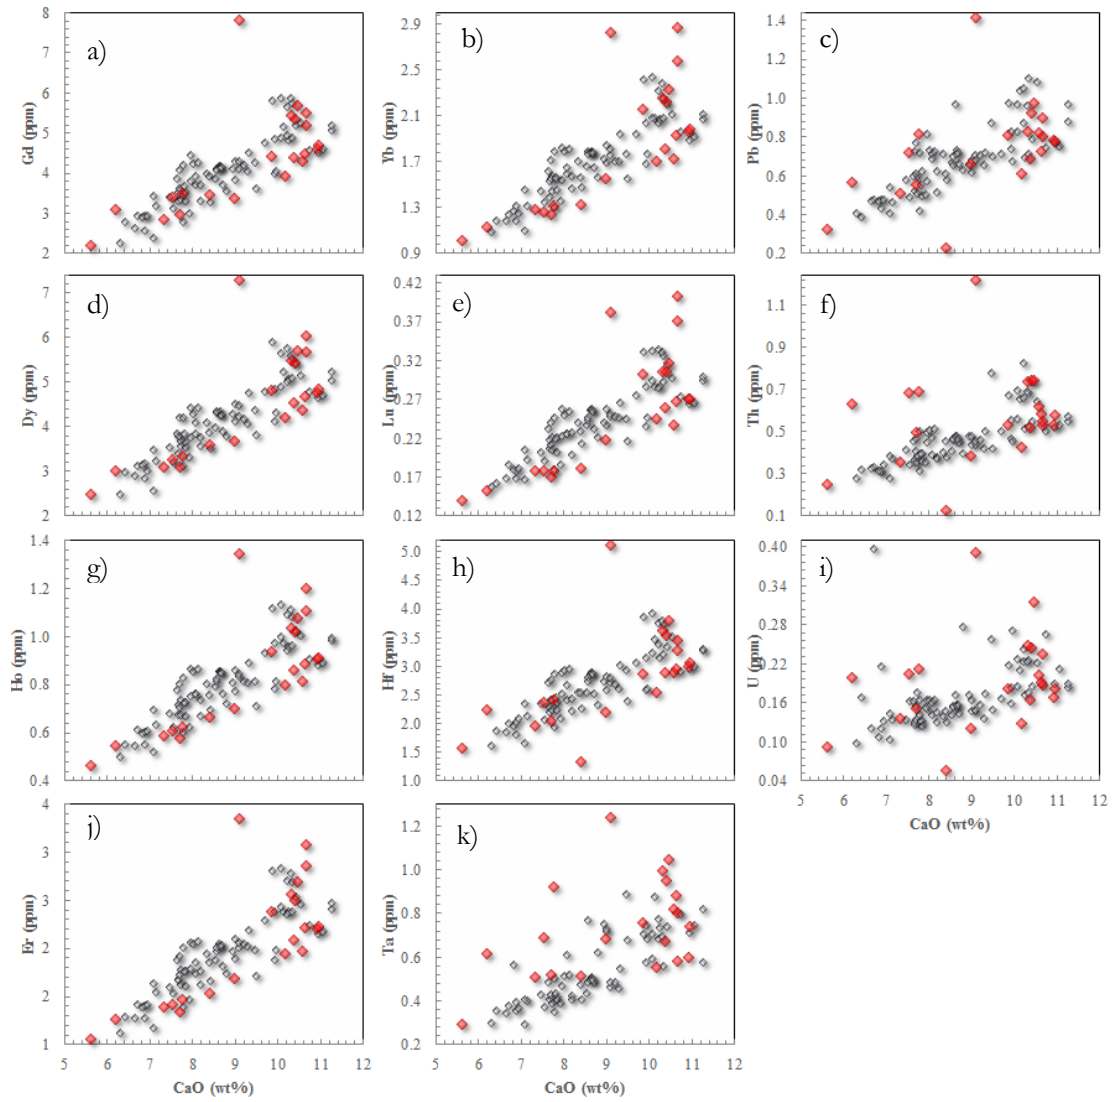 a)
Gd (ppm)
8
7
6
5
4
3
2
b)
Yb (ppm)
2.9
2.5
2.1
1.7
1.3
0.9
c)
Pb (ppm)
1.4
1.2
1.0
0.8
0.6
0.4
0.2
d)
Dy (ppm)
7
6
5
4
3
2
e)
Lu (ppm)
0.42
0.37
0.32
0.27
0.22
0.17
0.12
f)
Th (ppm)
1.1
0.9
0.7
0.5
0.3
0.1
g)
Ho (ppm)
1.4
1.2
1.0
0.8
0.6
0.4
h)
Hf (ppm)
5.0
4.5
4.0
3.5
3.0
2.5
2.0
1.5
1.0
i)
U (ppm)
0.40
0.34
0.28
0.22
0.16
0.10
0.04
5 6 7 8 9 10 11 12
CaO (wt%)
j)
Er (ppm)
4
3
3
2
2
1
5 6 7 8 9 10 11 12
CaO (wt%)
k)
Ta (ppm)
1.2
1.0
0.8
0.6
0.4
0.2
5 6 7 8 9 10 11 12
CaO (wt%)